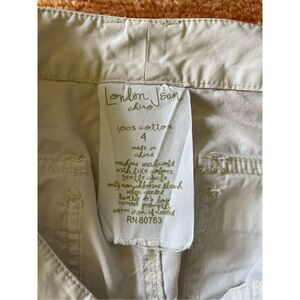 London Jean
chino
100% cotton
4
made in
china
machine wash cold
with like colors
gentle cycle
only non-chlorine bleach
when needed
tumble dry low
remove promptly
warm iron if needed
RN 80763